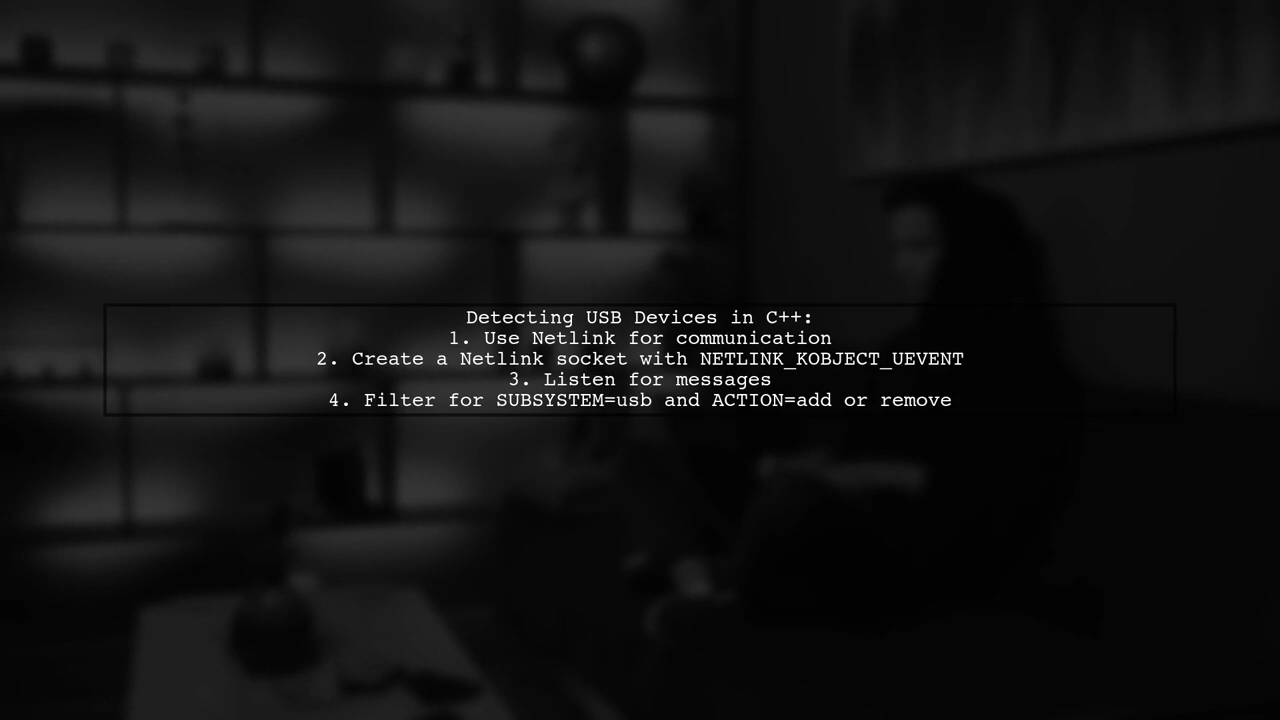 Detecting USB Devices in C++:
1. Use Netlink for communication
2. Create a Netlink socket with NETLINK_KOBJECT_UEVENT
3. Listen for messages
4. Filter for SUBSYSTEM=usb and ACTION=add or remove